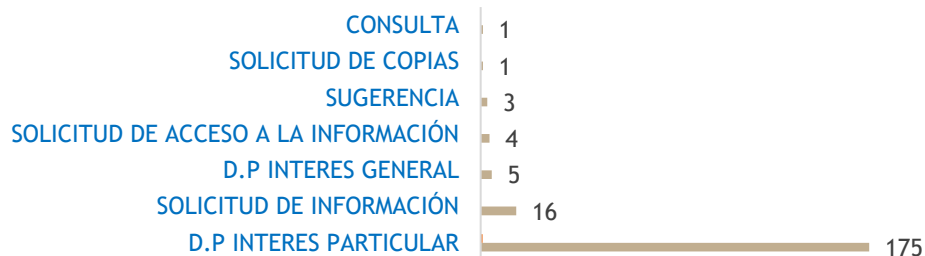 CONSULTA 1
SOLICITUD DE COPIAS 1
SUGERENCIA 3
SOLICITUD DE ACCESO A LA INFORMACIÓN 4
D.P INTERES GENERAL 5
SOLICITUD DE INFORMACIÓN 16
D.P INTERES PARTICULAR 175